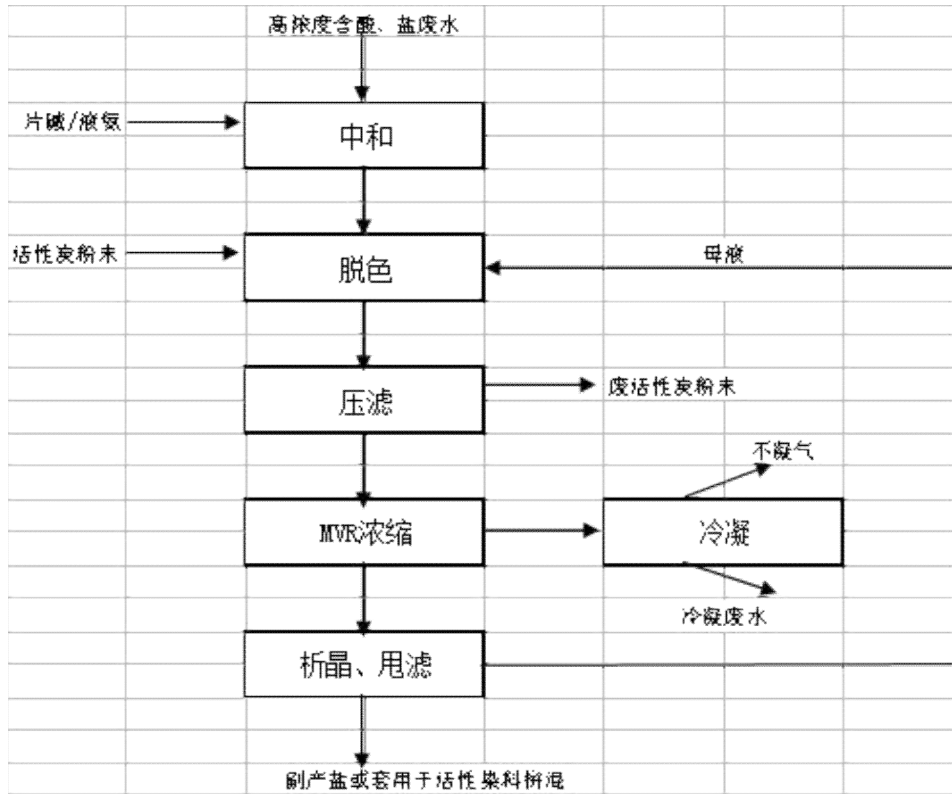 高浓度含酸、盐废水
片碱/液氨
中和
活性炭粉末
脱色
母液
压滤
废活性炭粉末
不凝气
MVR浓缩
冷凝
冷凝废水
析晶、甩滤
副产盐或套用于活性染料拼混